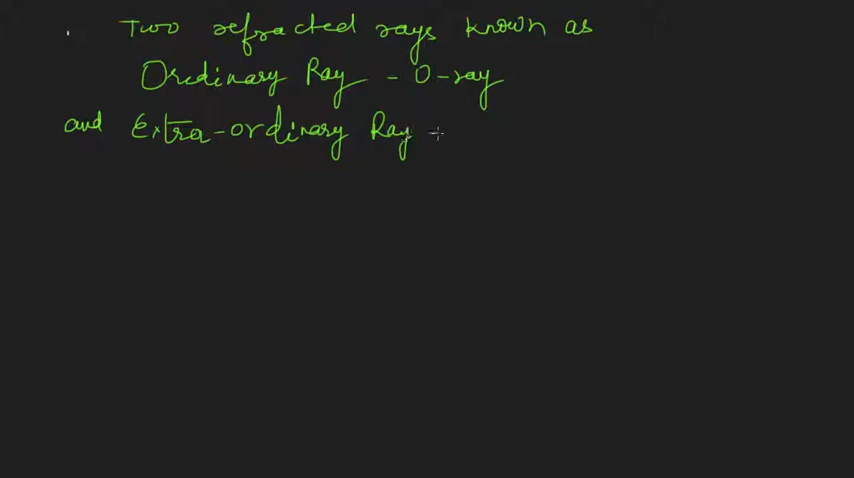 Two refracted rays known as
Ordinary Ray - O-ray
and Extra-ordinary Ray